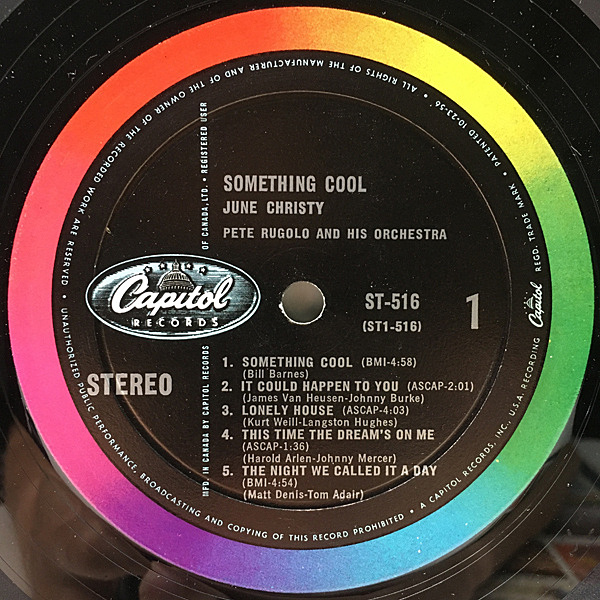 SOMETHING COOL
JUNE CHRISTY
PETE RUGOLO AND HIS ORCHESTRA
Capitol
RECORDS
STEREO
ST-516
(ST1-516)
1
1. SOMETHING COOL (BMI-4:58)
(Bill Barnes)
2. IT COULD HAPPEN TO YOU (ASCAP-2:01)
(James Van Heusen-Johnny Burke)
3. LONELY HOUSE (ASCAP-4:03)
(Kurt Weill-Langston Hughes)
4. THIS TIME THE DREAM'S ON ME
(ASCAP-1:36)
(Harold Arlen-Johnny Mercer)
5. THE NIGHT WE CALLED IT A DAY
(BMI-4:54)
(Matt Denis-Tom Adair)
MFD. IN CANADA BY CAPITOL RECORDS OF CANADA, LTD. • REGISTERED USER
Capitol REGD. TRADE MARK • PATENTED 10-23-56 • ALL RIGHTS OF THE MANUFACTURER AND OF THE OWNER OF THE RECORDED WORK ARE RESERVED • UNAUTHORIZED PUBLIC PERFORMANCE, BROADCASTING AND COPYING OF THIS RECORD PROHIBITED • A CAPITOL RECORDS, INC., U.S.A. RECORDING